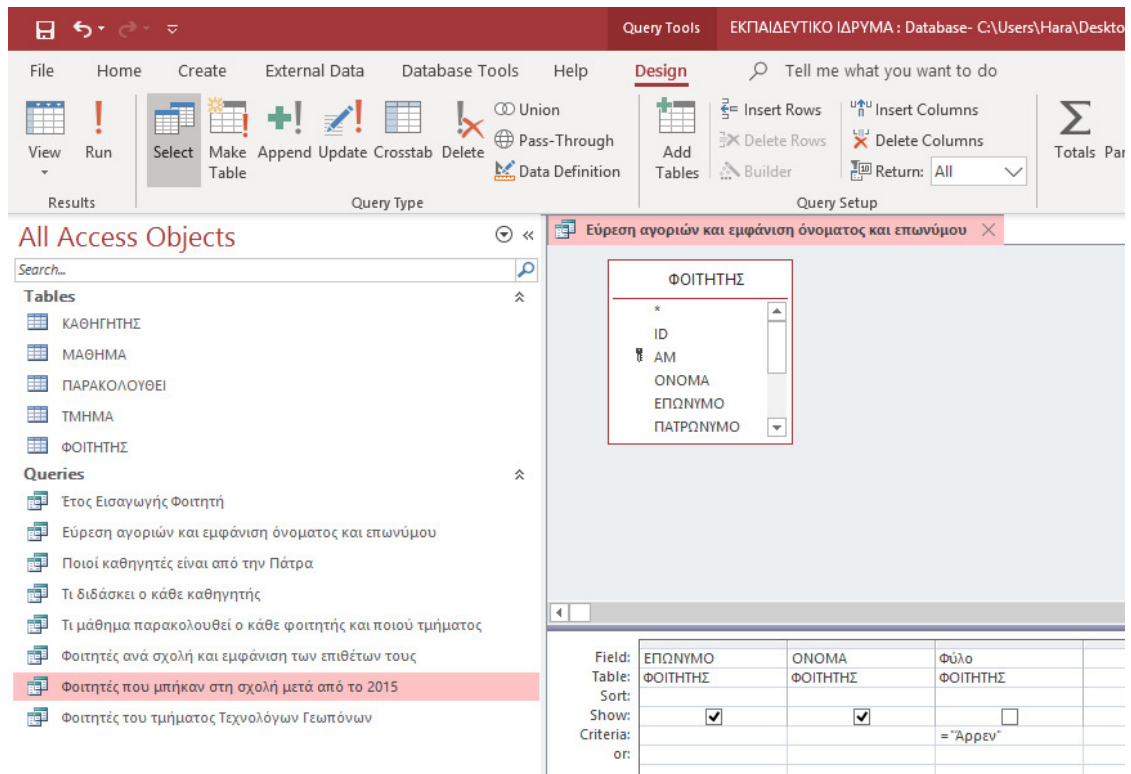 Query Tools ΕΚΠΑΙΔΕΥΤΙΚΟ ΙΔΡΥΜΑ : Database- C:\Users\Hara\Deskto
File Home Create External Data Database Tools Help Design Tell me what you want to do
View Run Select Make Table Append Update Crosstab Delete
Union
Pass-Through
Data Definition
Add Tables
Insert Rows
Delete Rows
Builder
Insert Columns
Delete Columns
Return: All
Totals Par
Results Query Type Query Setup
All Access Objects
Search...
Tables
ΚΑΘΗΓΗΤΗΣ
ΜΑΘΗΜΑ
ΠΑΡΑΚΟΛΟΥΘΕΙ
ΤΜΗΜΑ
ΦΟΙΤΗΤΗΣ
Queries
Έτος Εισαγωγής Φοιτητή
Εύρεση αγοριών και εμφάνιση όνοματος και επωνύμου
Ποιοί καθηγητές είναι από την Πάτρα
Τι διδάσκει ο κάθε καθηγητής
Τι μάθημα παρακολουθεί ο κάθε φοιτητής και ποιού τμήματος
Φοιτητές ανά σχολή και εμφάνιση των επιθέτων τους
Φοιτητές που μπήκαν στη σχολή μετά από το 2015
Φοιτητές του τμήματος Τεχνολόγων Γεωπόνων
Εύρεση αγοριών και εμφάνιση όνοματος και επωνύμου
ΦΟΙΤΗΤΗΣ
*
ID
ΑΜ
ΟΝΟΜΑ
ΕΠΩΝΥΜΟ
ΠΑΤΡΩΝΥΜΟ
Field: ΕΠΩΝΥΜΟ ΟΝΟΜΑ Φύλο
Table: ΦΟΙΤΗΤΗΣ ΦΟΙΤΗΤΗΣ ΦΟΙΤΗΤΗΣ
Sort:
Show:
Criteria: ="Άρρεν"
or: